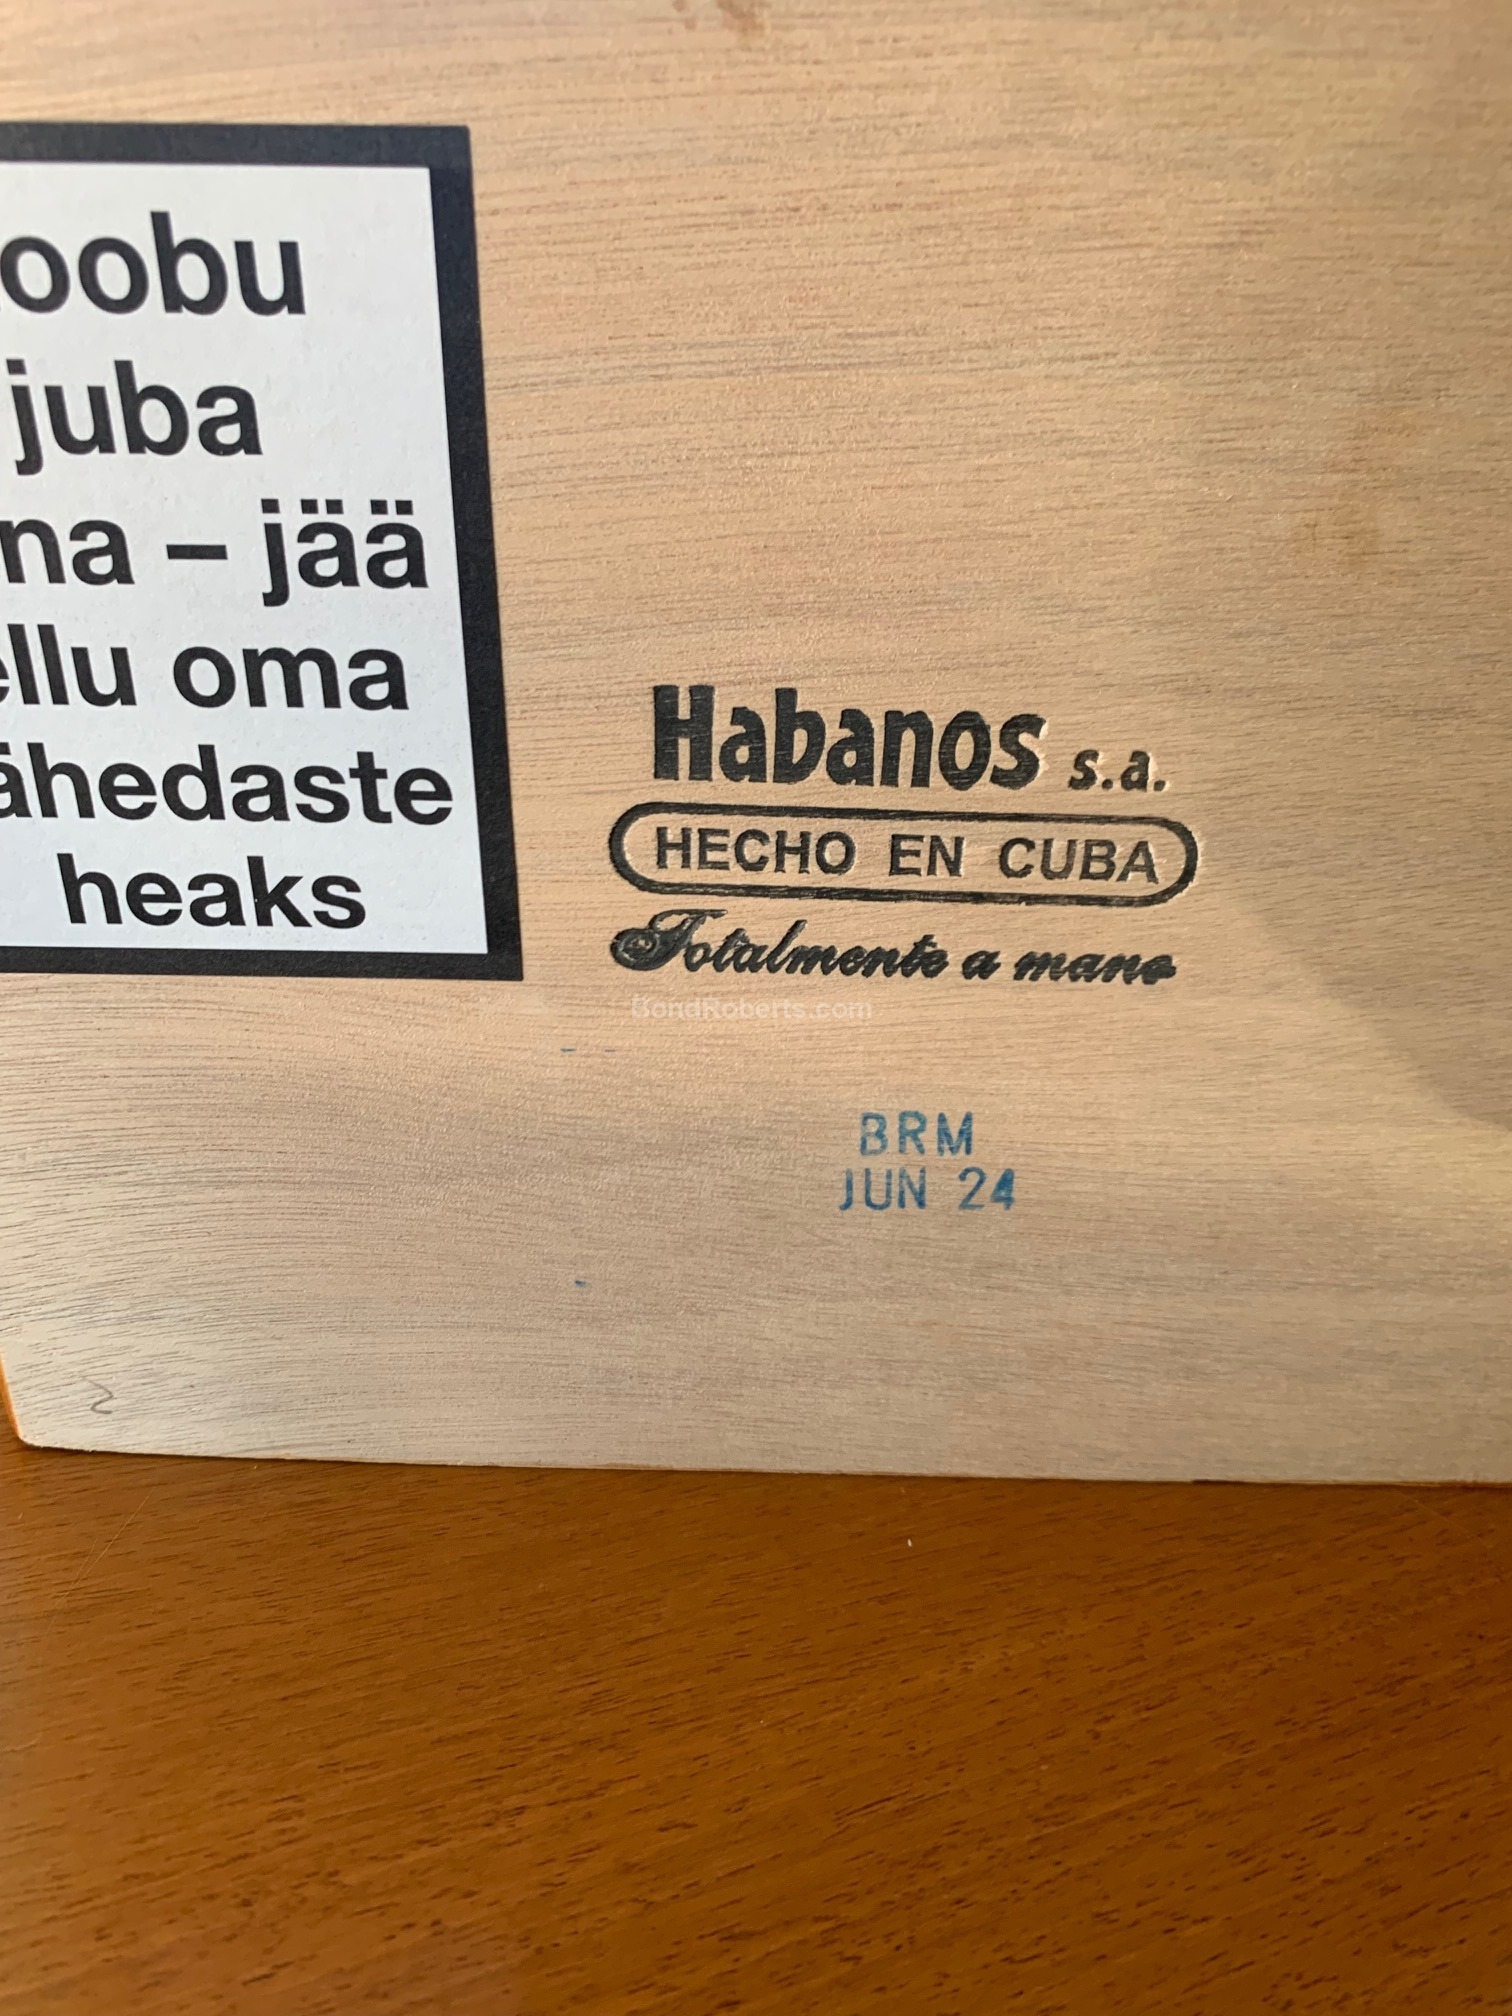 oobu
juba
na – jää
ellu oma
ähedaste
heaks
Habanos s.a.
HECHO EN CUBA
Totalmente a mano
BondRoberts.com
BRM
JUN 24